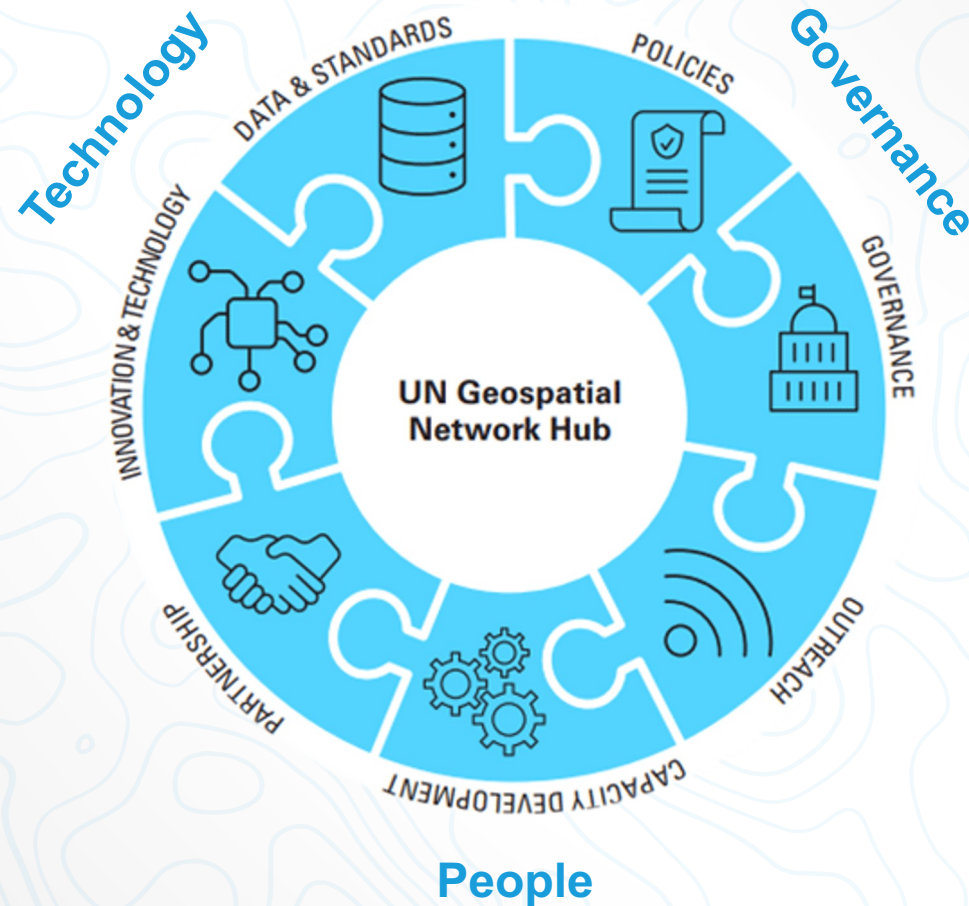 Technology
Governance
DATA & STANDARDS
POLICIES
GOVERNANCE
INNOVATION & TECHNOLOGY
UN Geospatial
Network Hub
OUTREACH
PARTNERSHIP
CAPACITY DEVELOPMENT
People